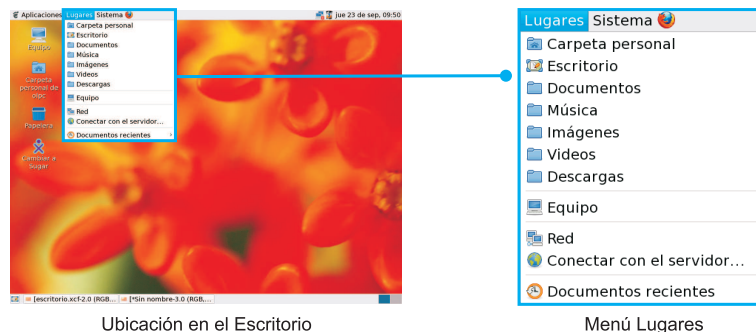 Aplicaciones Lugares Sistema jue 23 de sep, 09:50
Carpeta personal
Escritorio
Documentos
Música
Imágenes
Videos
Descargas
Equipo
Red
Conectar con el servidor...
Documentos recientes
Equipo
Carpeta
personal de
olpc
Papelera
Cambiar a
Sugar
[escritorio.xcf-2.0 (RGB... [*Sin nombre-3.0 (RGB,...
Ubicación en el Escritorio
Lugares Sistema
Carpeta personal
Escritorio
Documentos
Música
Imágenes
Videos
Descargas
Equipo
Red
Conectar con el servidor...
Documentos recientes
Menú Lugares